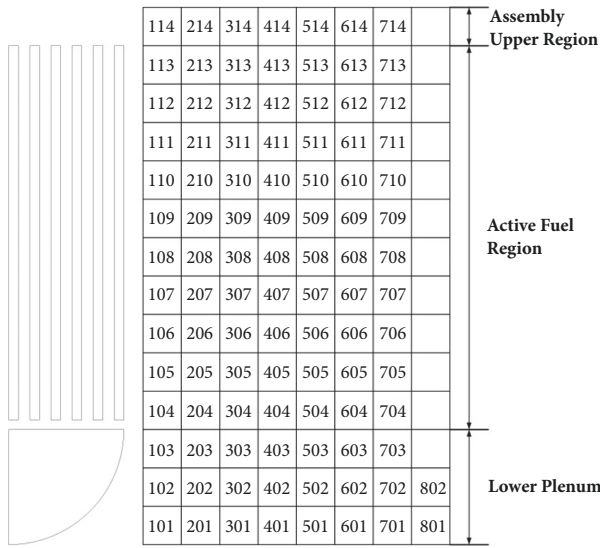 114 214 314 414 514 614 714
Assembly
Upper Region
113 213 313 413 513 613 713
112 212 312 412 512 612 712
111 211 311 411 511 611 711
110 210 310 410 510 610 710
109 209 309 409 509 609 709
Active Fuel
Region
108 208 308 408 508 608 708
107 207 307 407 507 607 707
106 206 306 406 506 606 706
105 205 305 405 505 605 705
104 204 304 404 504 604 704
103 203 303 403 503 603 703
102 202 302 402 502 602 702 802
Lower Plenum
101 201 301 401 501 601 701 801